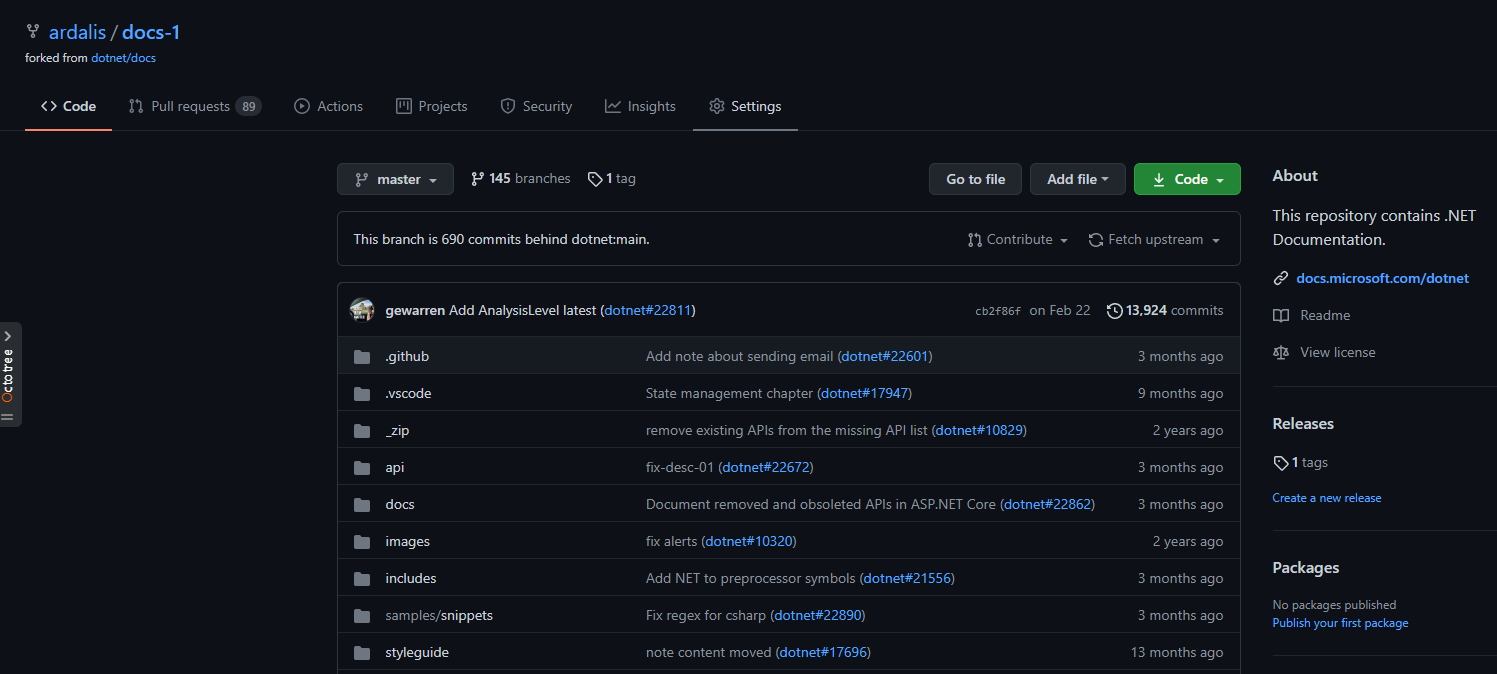 ardalis / docs-1
forked from dotnet/docs
Code Pull requests 89 Actions Projects Security Insights Settings
master 145 branches 1 tag Go to file Add file Code
This branch is 690 commits behind dotnet:main. Contribute Fetch upstream
gewarren Add AnalysisLevel latest (dotnet#22811) cb2f86f on Feb 22 13,924 commits
.github Add note about sending email (dotnet#22601) 3 months ago
.vscode State management chapter (dotnet#17947) 9 months ago
_zip remove existing APIs from the missing API list (dotnet#10829) 2 years ago
api fix-desc-01 (dotnet#22672) 3 months ago
docs Document removed and obsoleted APIs in ASP.NET Core (dotnet#22862) 3 months ago
images fix alerts (dotnet#10320) 2 years ago
includes Add NET to preprocessor symbols (dotnet#21556) 3 months ago
samples/snippets Fix regex for csharp (dotnet#22890) 3 months ago
styleguide note content moved (dotnet#17696) 13 months ago
About
This repository contains .NET
Documentation.
docs.microsoft.com/dotnet
Readme
View license
Releases
1 tags
Create a new release
Packages
No packages published
Publish your first package
Octotree